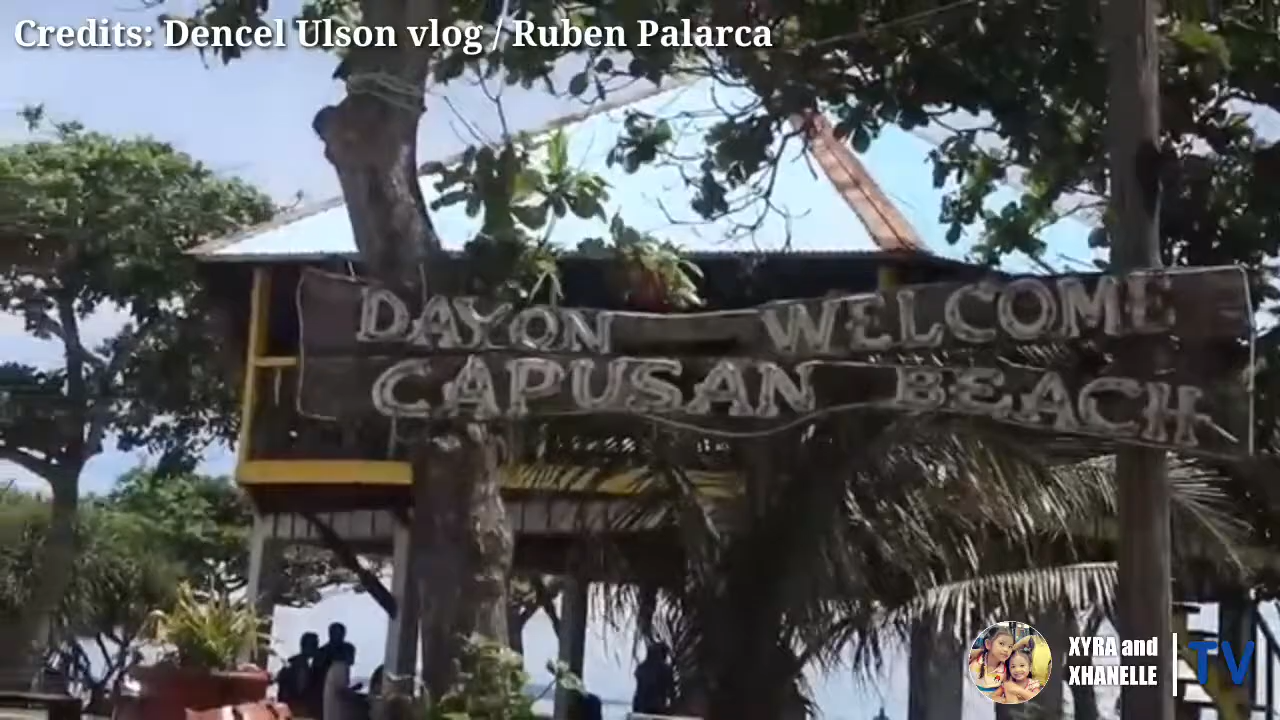 Credits: Dencel Ulson vlog / Ruben Palarca
DAYON WELCOME
CAPUSAN BEACH
XYRA and
XHANELLE
TV